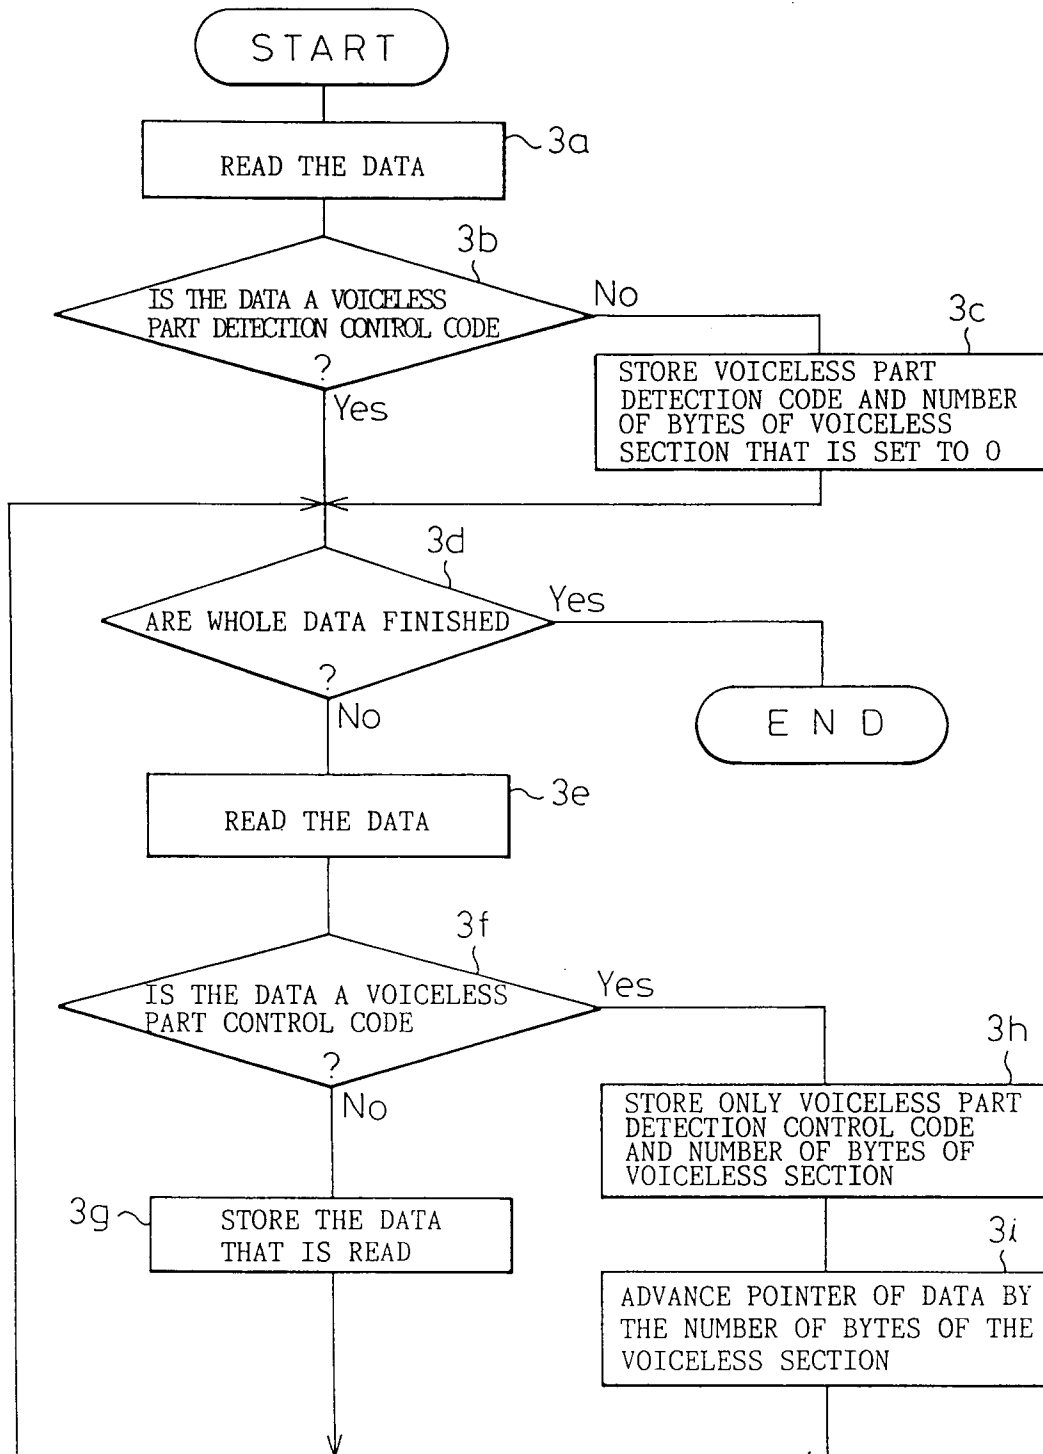 START
READ THE DATA
3a
3b
IS THE DATA A VOICELESS
PART DETECTION CONTROL CODE
?
No
Yes
3c
STORE VOICELESS PART
DETECTION CODE AND NUMBER
OF BYTES OF VOICELESS
SECTION THAT IS SET TO 0
3d
ARE WHOLE DATA FINISHED
?
Yes
No
END
READ THE DATA
3e
3f
IS THE DATA A VOICELESS
PART CONTROL CODE
?
Yes
No
3h
STORE ONLY VOICELESS PART
DETECTION CONTROL CODE
AND NUMBER OF BYTES OF
VOICELESS SECTION
3g
STORE THE DATA
THAT IS READ
3i
ADVANCE POINTER OF DATA BY
THE NUMBER OF BYTES OF THE
VOICELESS SECTION